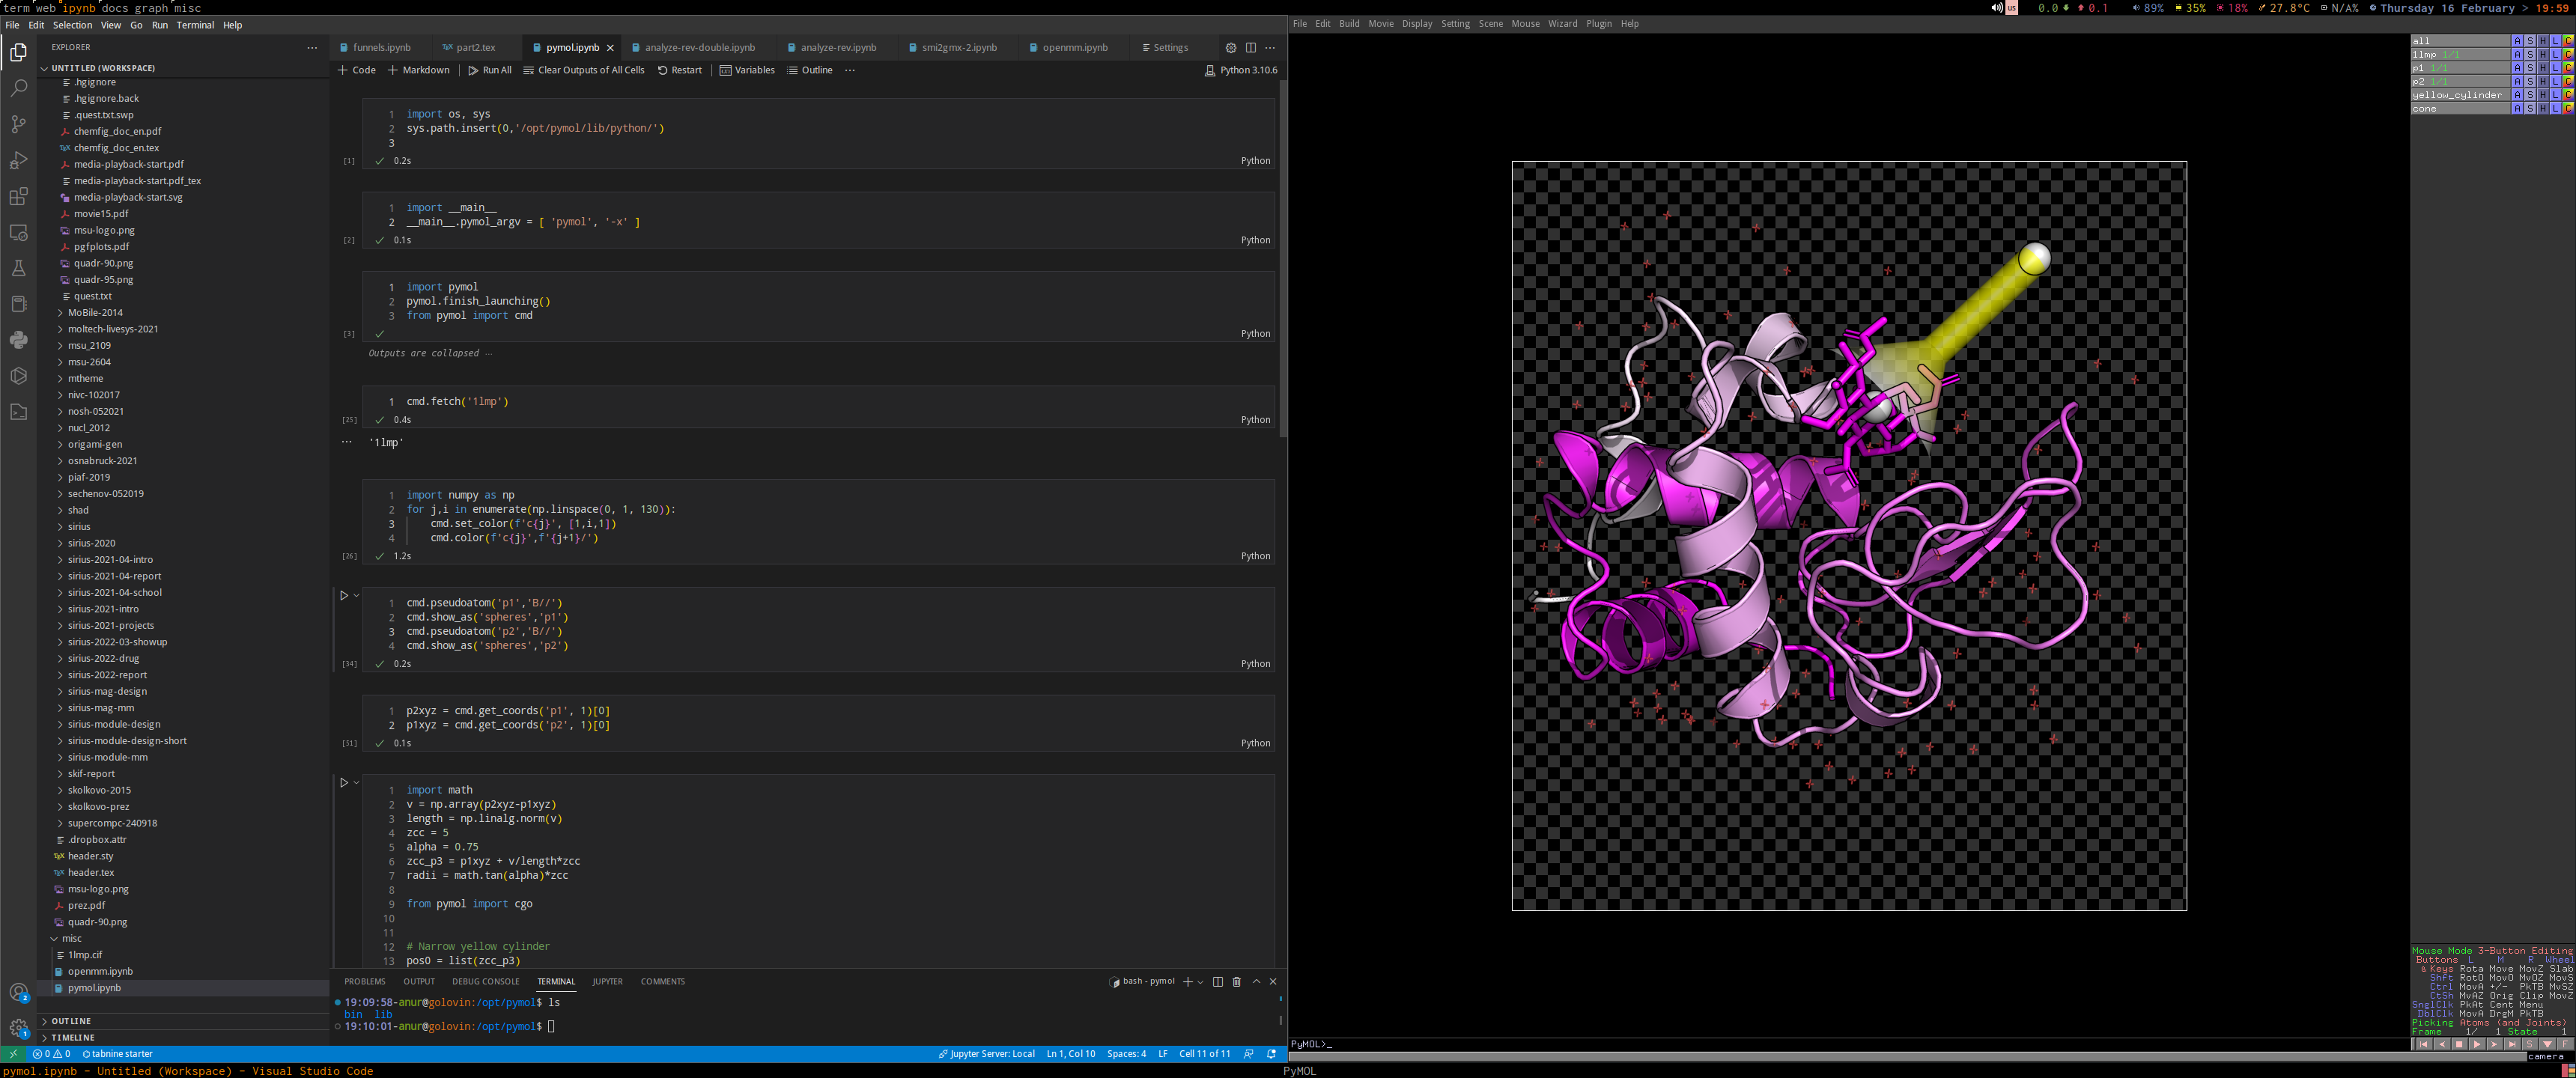 term web ipynb docs graph misc
us 0.0 0.1 89% 35% 18% 27.8°C N/A% Thursday 16 February > 19:59
File Edit Selection View Go Run Terminal Help
EXPLORER
UNTITLED (WORKSPACE)
.hgignore
.hgignore.back
.quest.txt.swp
chemfig_doc_en.pdf
chemfig_doc_en.tex
media-playback-start.pdf
media-playback-start.pdf_tex
media-playback-start.svg
movie15.pdf
msu-logo.png
pgfplots.pdf
quadr-90.png
quadr-95.png
quest.txt
MoBile-2014
moltech-livesys-2021
msu_2109
msu-2604
mtheme
nivc-102017
nosh-052021
nucl_2012
origami-gen
osnabruck-2021
piaf-2019
sechenov-052019
shad
sirius
sirius-2020
sirius-2021-04-intro
sirius-2021-04-report
sirius-2021-04-school
sirius-2021-intro
sirius-2021-projects
sirius-2022-03-showup
sirius-2022-drug
sirius-2022-report
sirius-mag-design
sirius-mag-mm
sirius-module-design
sirius-module-design-short
sirius-module-mm
skif-report
skolkovo-2015
skolkovo-prez
supercompc-240918
.dropbox.attr
header.sty
header.tex
msu-logo.png
prez.pdf
quadr-90.png
misc
1lmp.cif
openmm.ipynb
pymol.ipynb
OUTLINE
TIMELINE
funnels.ipynb part2.tex pymol.ipynb analyze-rev-double.ipynb analyze-rev.ipynb smi2gmx-2.ipynb openmm.ipynb Settings
+ Code + Markdown Run All Clear Outputs of All Cells Restart Variables Outline ... Python 3.10.6
1 import os, sys
2 sys.path.insert(0,'/opt/pymol/lib/python/')
3
[1] 0.2s Python
1 import __main__
2 __main__.pymol_argv = [ 'pymol', '-x' ]
[2] 0.1s Python
1 import pymol
2 pymol.finish_launching()
3 from pymol import cmd
[3] Python
Outputs are collapsed ...
1 cmd.fetch('1lmp')
[25] 0.4s Python
... '1lmp'
1 import numpy as np
2 for j,i in enumerate(np.linspace(0, 1, 130)):
3 cmd.set_color(f'c{j}', [1,i,1])
4 cmd.color(f'c{j}',f'{j+1}/')
[26] 1.2s Python
1 cmd.pseudoatom('p1','B//')
2 cmd.show_as('spheres','p1')
3 cmd.pseudoatom('p2','B//')
4 cmd.show_as('spheres','p2')
[34] 0.2s Python
1 p2xyz = cmd.get_coords('p1', 1)[0]
2 p1xyz = cmd.get_coords('p2', 1)[0]
[51] 0.1s Python
1 import math
2 v = np.array(p2xyz-p1xyz)
3 length = np.linalg.norm(v)
4 zcc = 5
5 alpha = 0.75
6 zcc_p3 = p1xyz + v/length*zcc
7 radii = math.tan(alpha)*zcc
8
9 from pymol import cgo
10
11
12 # Narrow yellow cylinder
13 pos0 = list(zcc_p3)
PROBLEMS OUTPUT DEBUG CONSOLE TERMINAL JUPYTER COMMENTS bash - pymol
19:09:58-anur@golovin:/opt/pymol$ ls
bin lib
19:10:01-anur@golovin:/opt/pymol$
0 0 tabnine starter Jupyter Server: Local Ln 1, Col 10 Spaces: 4 LF Cell 11 of 11
2
1
pymol.ipynb - Untitled (Workspace) - Visual Studio Code PyMOL
File Edit Build Movie Display Setting Scene Mouse Wizard Plugin Help
all A S H L C
1lmp 1/1 A S H L C
p1 1/1 A S H L C
p2 1/1 A S H L C
yellow_cylinder A S H L C
cone A S H L C
Mouse Mode 3-Button Editing
Buttons L M R Wheel
& Keys Rota Move MovZ Slab
Shft RotO MovO MvOZ MovS
Ctrl MovA +/- PkTB MvSZ
CtSh MvAZ Orig Clip MovZ
SnglClk PkAt Cent Menu
DblClk MovA DrgM PkTB
Picking Atoms (and Joints)
Frame 1/ 1 State 1
S F
PyMOL>_
camera